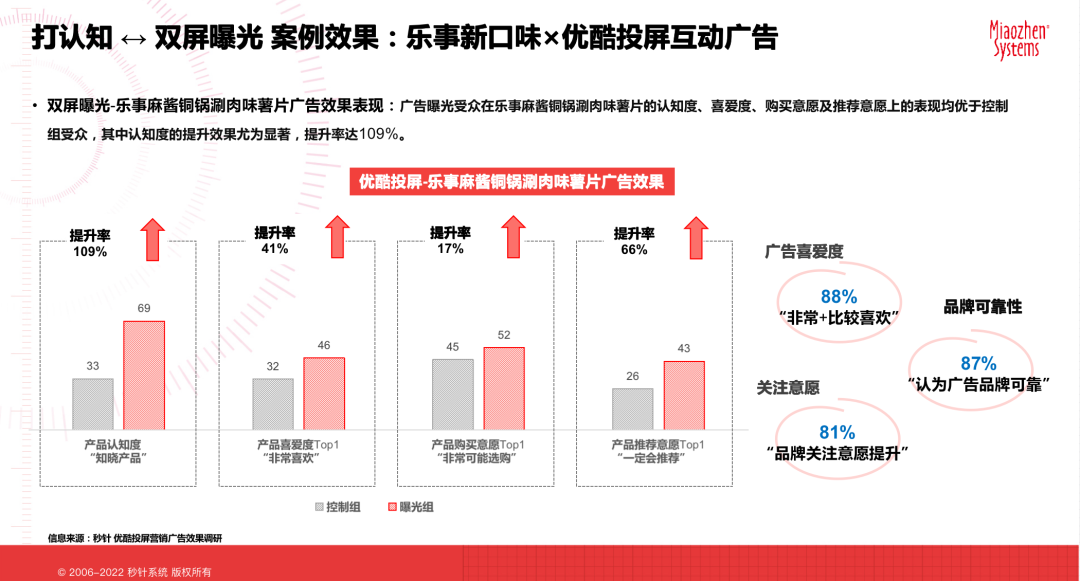 打认知 ↔ 双屏曝光 案例效果：乐事新口味×优酷投屏互动广告
Miaozhen
Systems
• 双屏曝光-乐事麻酱铜锅涮肉味薯片广告效果表现：广告曝光受众在乐事麻酱铜锅涮肉味薯片的认知度、喜爱度、购买意愿及推荐意愿上的表现均优于控制
组受众，其中认知度的提升效果尤为显著，提升率达109%。
优酷投屏-乐事麻酱铜锅涮肉味薯片广告效果
提升率
109%
33
69
产品认知度
“知晓产品”
提升率
41%
32
46
产品喜爱度Top1
“非常喜欢”
提升率
17%
45
52
产品购买意愿Top1
“非常可能选购”
提升率
66%
26
43
产品推荐意愿Top1
“一定会推荐”
控制组
曝光组
广告喜爱度
88%
“非常+比较喜欢”
品牌可靠性
87%
“认为广告品牌可靠”
关注意愿
81%
“品牌关注意愿提升”
信息来源：秒针 优酷投屏营销广告效果调研
© 2006-2022 秒针系统 版权所有